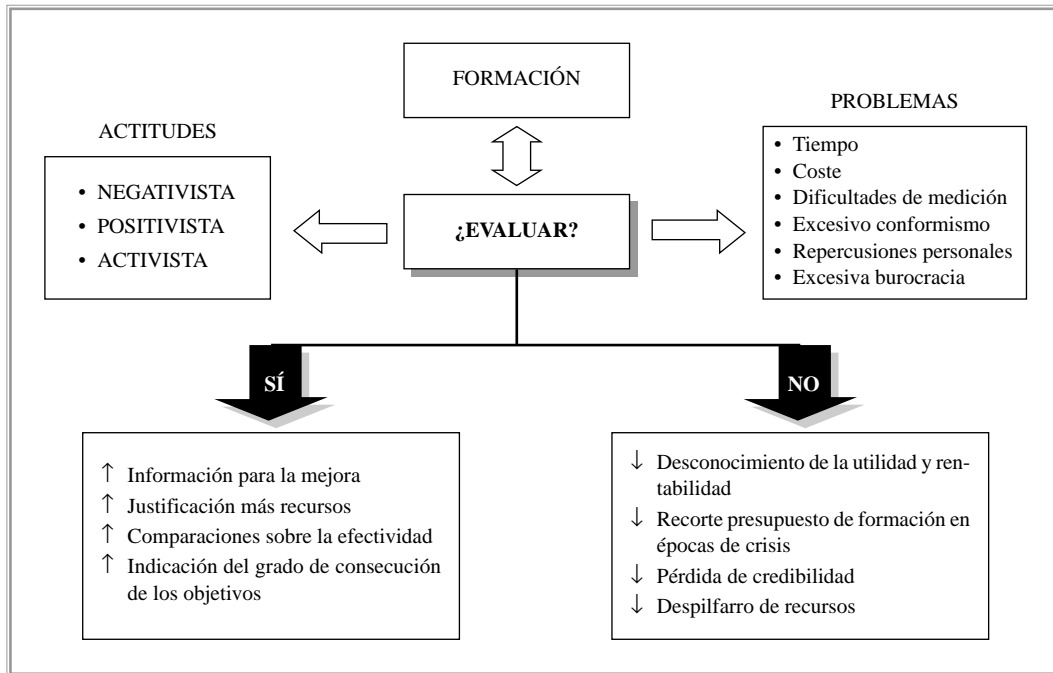 FORMACIÓN
PROBLEMAS
ACTITUDES
• Tiempo
• Coste
• Dificultades de medición
• Excesivo conformismo
• Repercusiones personales
• Excesiva burocracia
• NEGATIVISTA
• POSITIVISTA
• ACTIVISTA
¿EVALUAR?
SÍ
NO
↑ Información para la mejora
↑ Justificación más recursos
↑ Comparaciones sobre la efectividad
↑ Indicación del grado de consecución
de los objetivos
↓ Desconocimiento de la utilidad y ren-
tabilidad
↓ Recorte presupuesto de formación en
épocas de crisis
↓ Pérdida de credibilidad
↓ Despilfarro de recursos